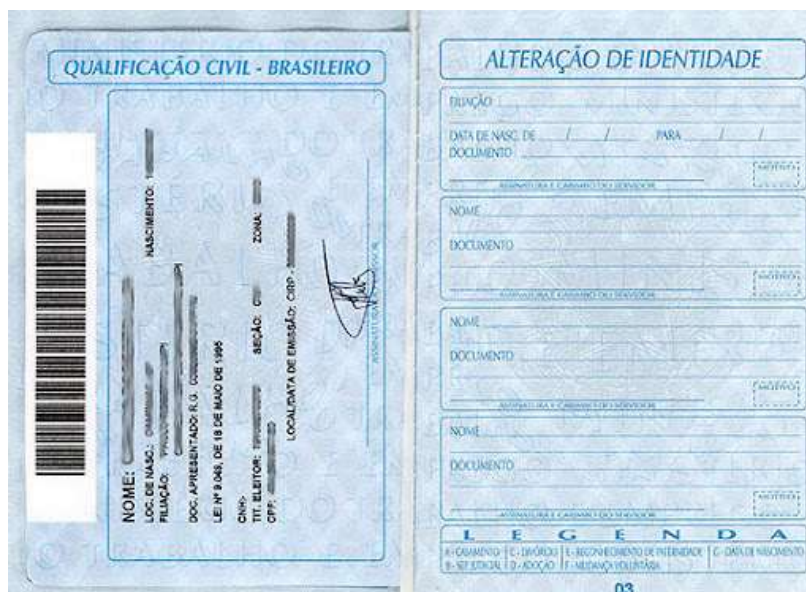 QUALIFICAÇÃO CIVIL - BRASILEIRO
NOME:
LOC. DE NASC.: NASCIMENTO:
FILIAÇÃO:
DOC. APRESENTADO: R.G.
LEI Nº 9.049, DE 18 DE MAIO DE 1995
CNH:
TIT. ELEITOR: SEÇÃO: ZONA:
CPF:
LOCAL/DATA DE EMISSÃO: CIRP -
ALTERAÇÃO DE IDENTIDADE
FILIAÇÃO
DATA DE NASC. DE / / PARA / /
DOCUMENTO
MOTIVO
ASSINATURA E CARIMBO DO SERVIDOR
NOME
DOCUMENTO
MOTIVO
ASSINATURA E CARIMBO DO SERVIDOR
NOME
DOCUMENTO
MOTIVO
ASSINATURA E CARIMBO DO SERVIDOR
NOME
DOCUMENTO
MOTIVO
ASSINATURA E CARIMBO DO SERVIDOR
LEGENDA
A - CASAMENTO C - DIVÓRCIO E - RECONHECIMENTO DE PATERNIDADE G - DATA DE NASCIMENTO
B - SEP. JUDICIAL D - ADOÇÃO F - MUDANÇA VOLUNTÁRIA
03